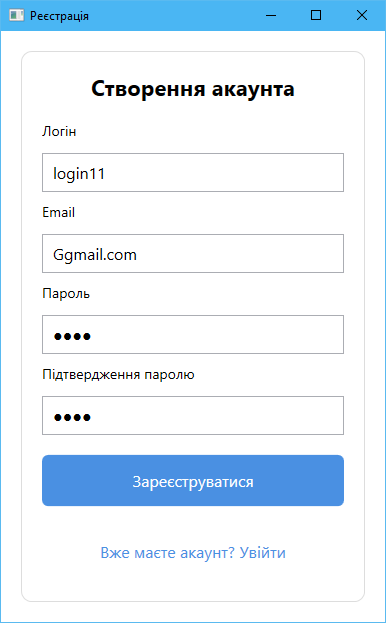 Реєстрація
Створення акаунта
Логін
login11
Email
Ggmail.com
Пароль
●●●●
Підтвердження паролю
●●●●
Зареєструватися
Вже маєте акаунт? Увійти